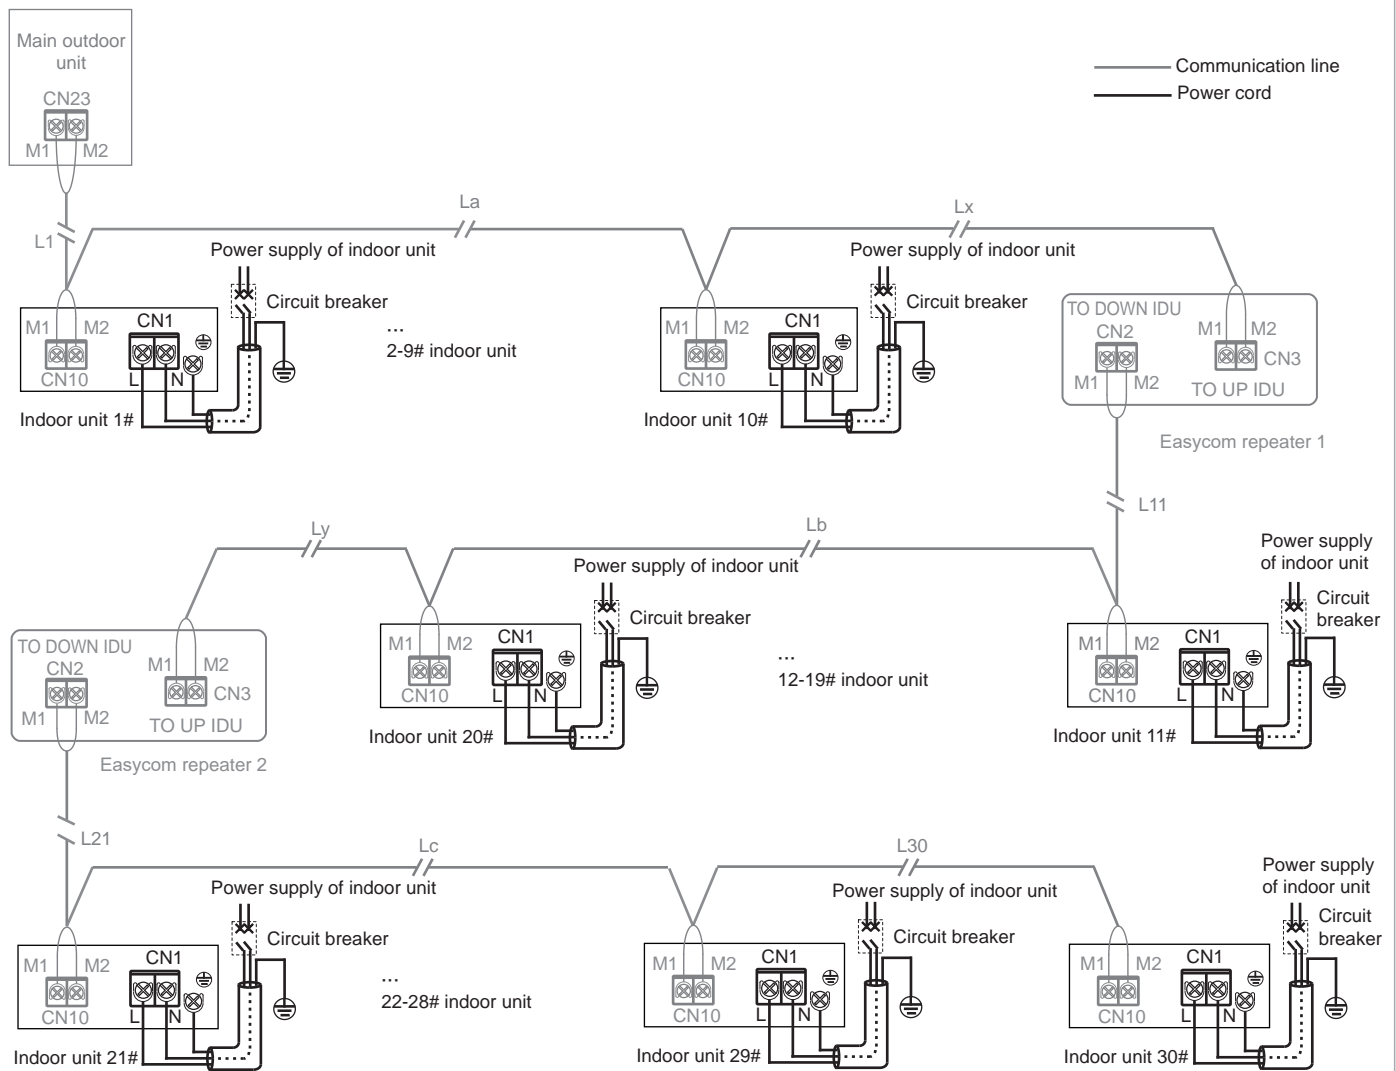 Main outdoor
unit
CN23
M1 M2
Communication line
Power cord
L1
La
Lx
Power supply of indoor unit
Circuit breaker
M1 M2 CN1
CN10 L N
Indoor unit 1#
...
2-9# indoor unit
Power supply of indoor unit
Circuit breaker
M1 M2 CN1
CN10 L N
Indoor unit 10#
TO DOWN IDU
CN2
M1 M2
M1 M2
CN3
TO UP IDU
Easycom repeater 1
L11
Ly
Lb
TO DOWN IDU
CN2
M1 M2
M1 M2
CN3
TO UP IDU
Easycom repeater 2
Power supply of indoor unit
Circuit breaker
M1 M2 CN1
CN10 L N
Indoor unit 20#
...
12-19# indoor unit
Power supply
of indoor unit
Circuit
breaker
M1 M2 CN1
CN10 L N
Indoor unit 11#
L21
Lc
L30
Power supply of indoor unit
Circuit breaker
M1 M2 CN1
CN10 L N
Indoor unit 21#
...
22-28# indoor unit
Power supply of indoor unit
Circuit breaker
M1 M2 CN1
CN10 L N
Indoor unit 29#
Power supply
of indoor unit
Circuit
breaker
M1 M2 CN1
CN10 L N
Indoor unit 30#